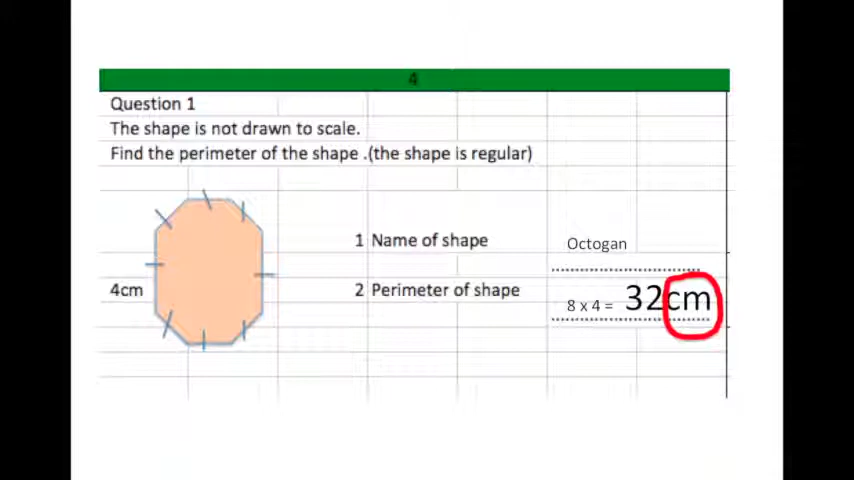 4
Question 1
The shape is not drawn to scale.
Find the perimeter of the shape .(the shape is regular)
1 Name of shape Octogan
4cm
2 Perimeter of shape 8 x 4 = 32cm